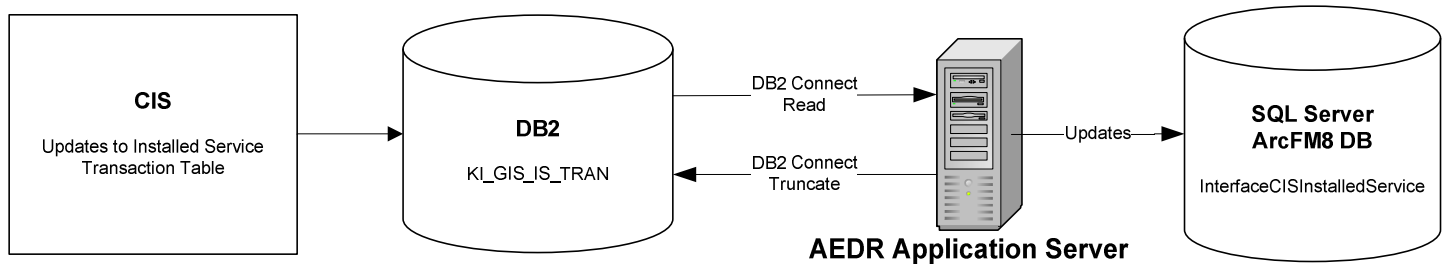 CIS
Updates to Installed Service
Transaction Table
DB2
KI_GIS_IS_TRAN
DB2 Connect
Read
DB2 Connect
Truncate
AEDR Application Server
Updates
SQL Server
ArcFM8 DB
InterfaceCISInstalledService